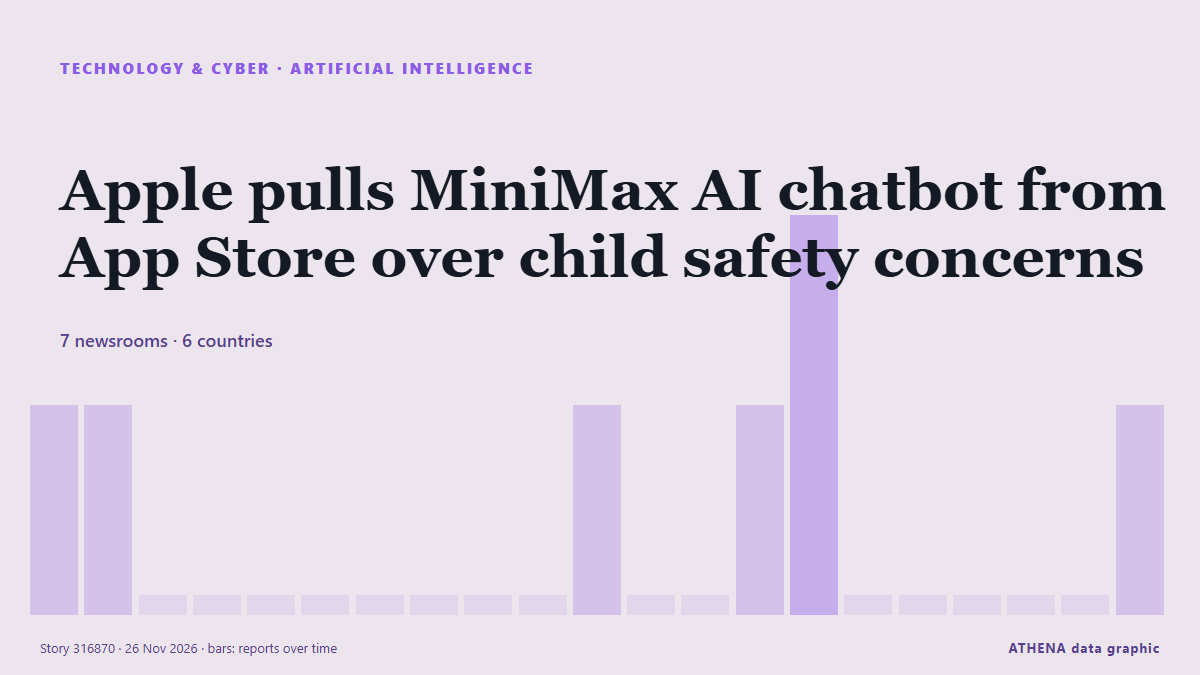 TECHNOLOGY & CYBER · ARTIFICIAL INTELLIGENCE
Apple pulls MiniMax AI chatbot from
App Store over child safety concerns
7 newsrooms · 6 countries
Story 316870 · 26 Nov 2026 · bars: reports over time
ATHENA data graphic